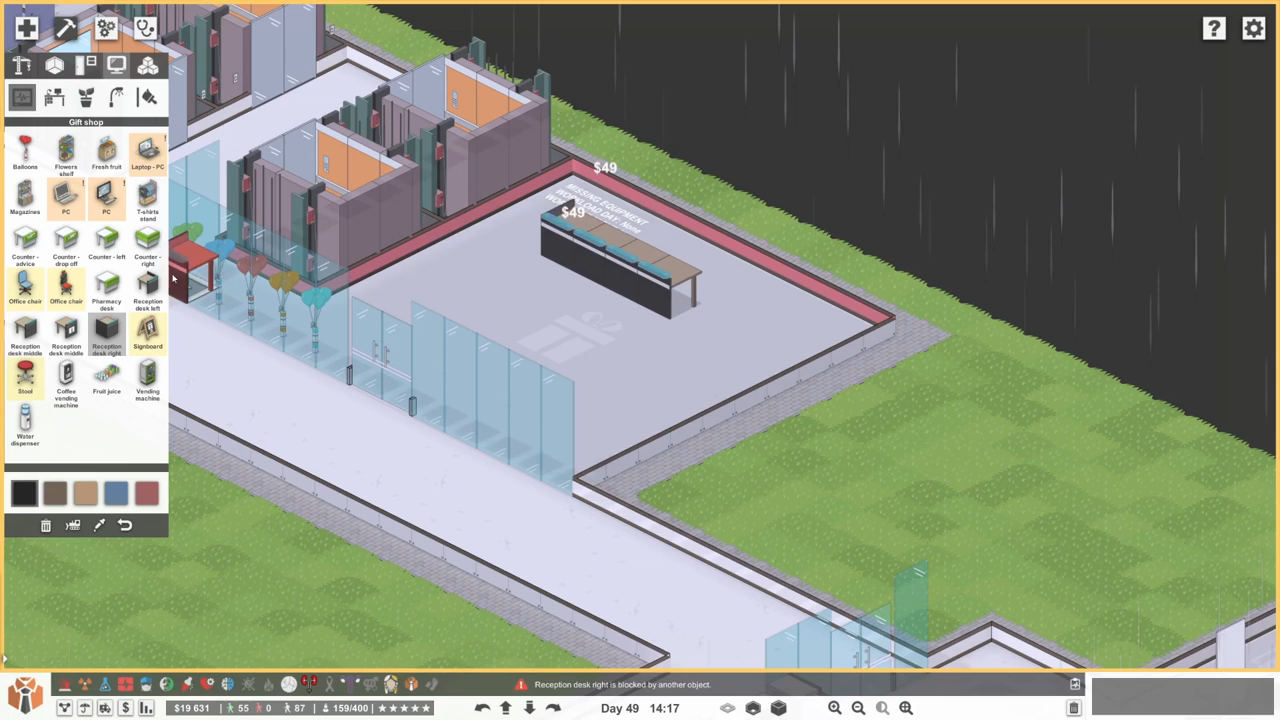 Gift shop
Balloons
Flowers shelf
Fresh fruit
Laptop - PC
Magazines
PC
PC
T-shirts stand
Counter - advice
Counter - drop off
Counter - left
Counter - right
Office chair
Office chair
Pharmacy desk
Reception desk left
Reception desk middle
Reception desk middle
Reception desk right
Signboard
Stool
Coffee vending machine
Fruit juice
Vending machine
Water dispenser
$49
MISSING EQUIPMENT
WORKLOAD DAY: None
$49
?
Reception desk right is blocked by another object.
$19 631
55
0
87
159/400
Day 49 14:17